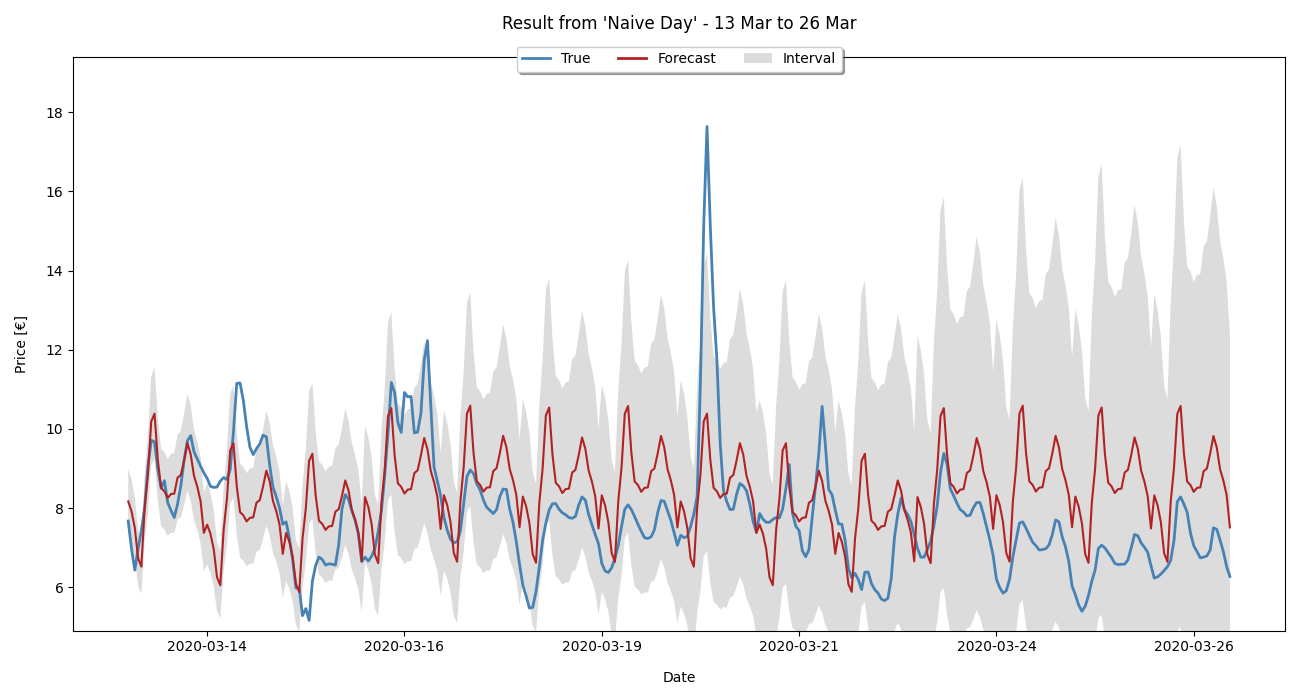 Result from 'Naive Day' - 13 Mar to 26 Mar
True Forecast Interval
Price [€]
18
16
14
12
10
8
6
2020-03-14 2020-03-16 2020-03-19 2020-03-21 2020-03-24 2020-03-26
Date